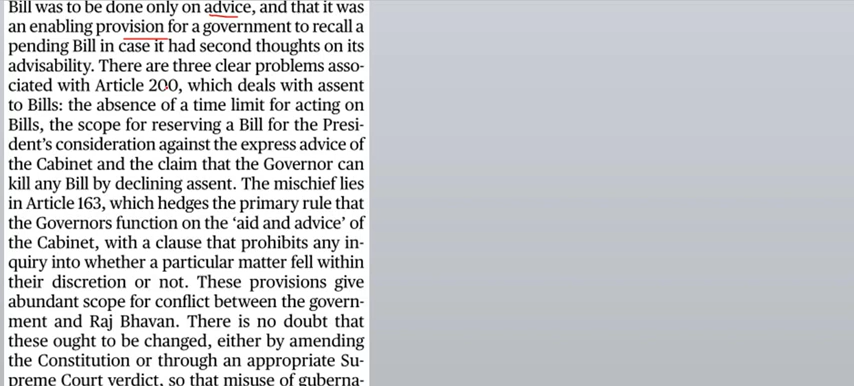 Bill was to be done only on advice, and that it was
an enabling provision for a government to recall a
pending Bill in case it had second thoughts on its
advisability. There are three clear problems asso-
ciated with Article 200, which deals with assent
to Bills: the absence of a time limit for acting on
Bills, the scope for reserving a Bill for the Presi-
dent’s consideration against the express advice of
the Cabinet and the claim that the Governor can
kill any Bill by declining assent. The mischief lies
in Article 163, which hedges the primary rule that
the Governors function on the ‘aid and advice’ of
the Cabinet, with a clause that prohibits any in-
quiry into whether a particular matter fell within
their discretion or not. These provisions give
abundant scope for conflict between the govern-
ment and Raj Bhavan. There is no doubt that
these ought to be changed, either by amending
the Constitution or through an appropriate Su-
preme Court verdict, so that misuse of guberna-